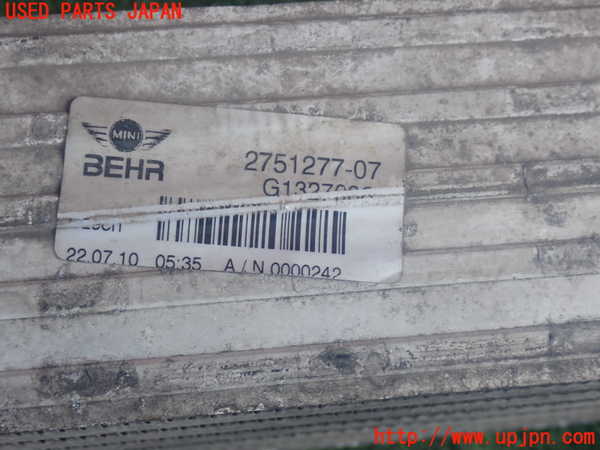 USED PARTS JAPAN
MINI
BEHR
2751277-07
22.07.10 05:35 A/N 0000242
http://www.upjpn.com/